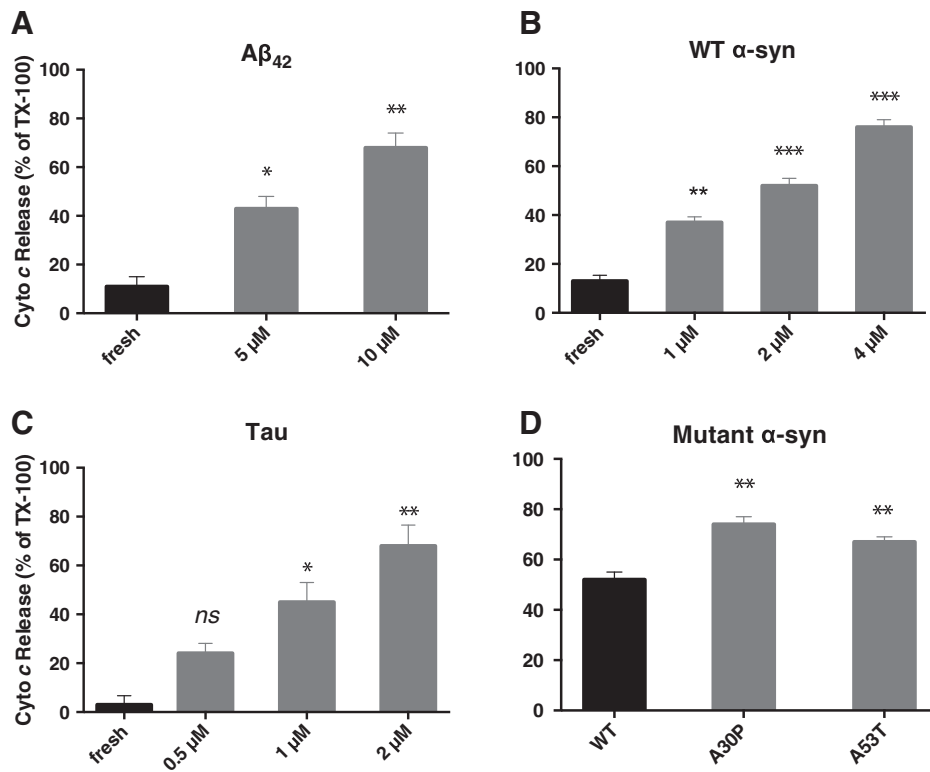 A
Aβ42
Cyto c Release (% of TX-100)
100
80
60
40
20
0
*
**
fresh
5 µM
10 µM
B
WT α-syn
100
80
60
40
20
0
**
***
***
fresh
1 µM
2 µM
4 µM
C
Tau
Cyto c Release (% of TX-100)
100
80
60
40
20
0
ns
*
**
fresh
0.5 µM
1 µM
2 µM
D
Mutant α-syn
100
80
60
40
20
0
**
**
WT
A30P
A53T